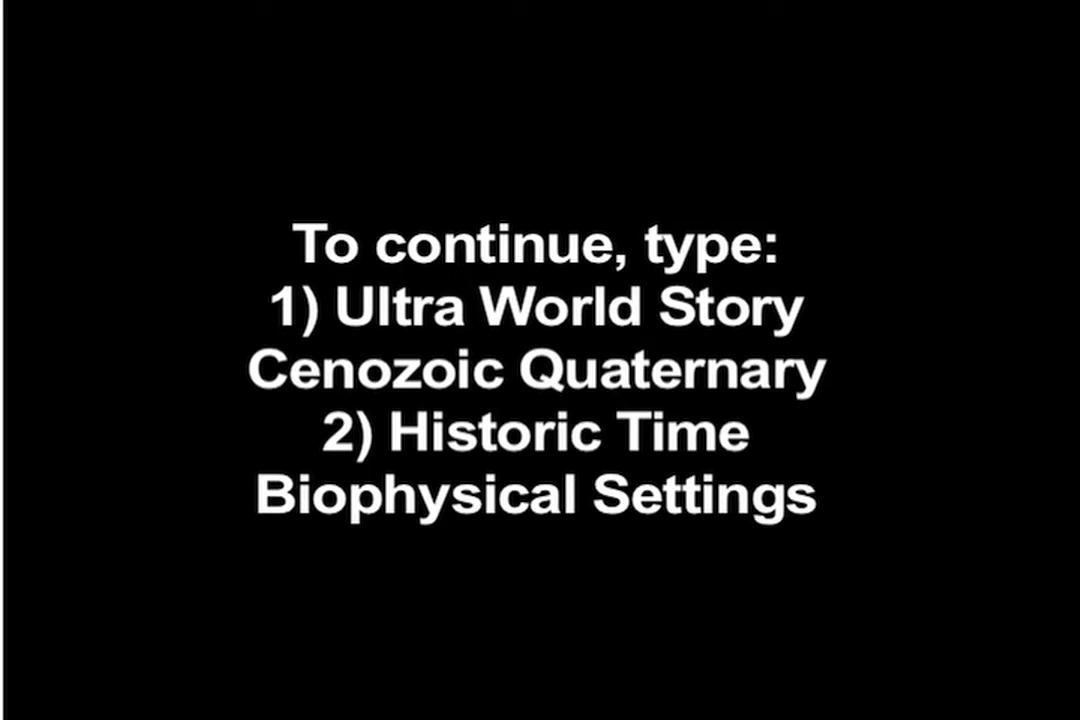 To continue, type:
1) Ultra World Story
Cenozoic Quaternary
2) Historic Time
Biophysical Settings